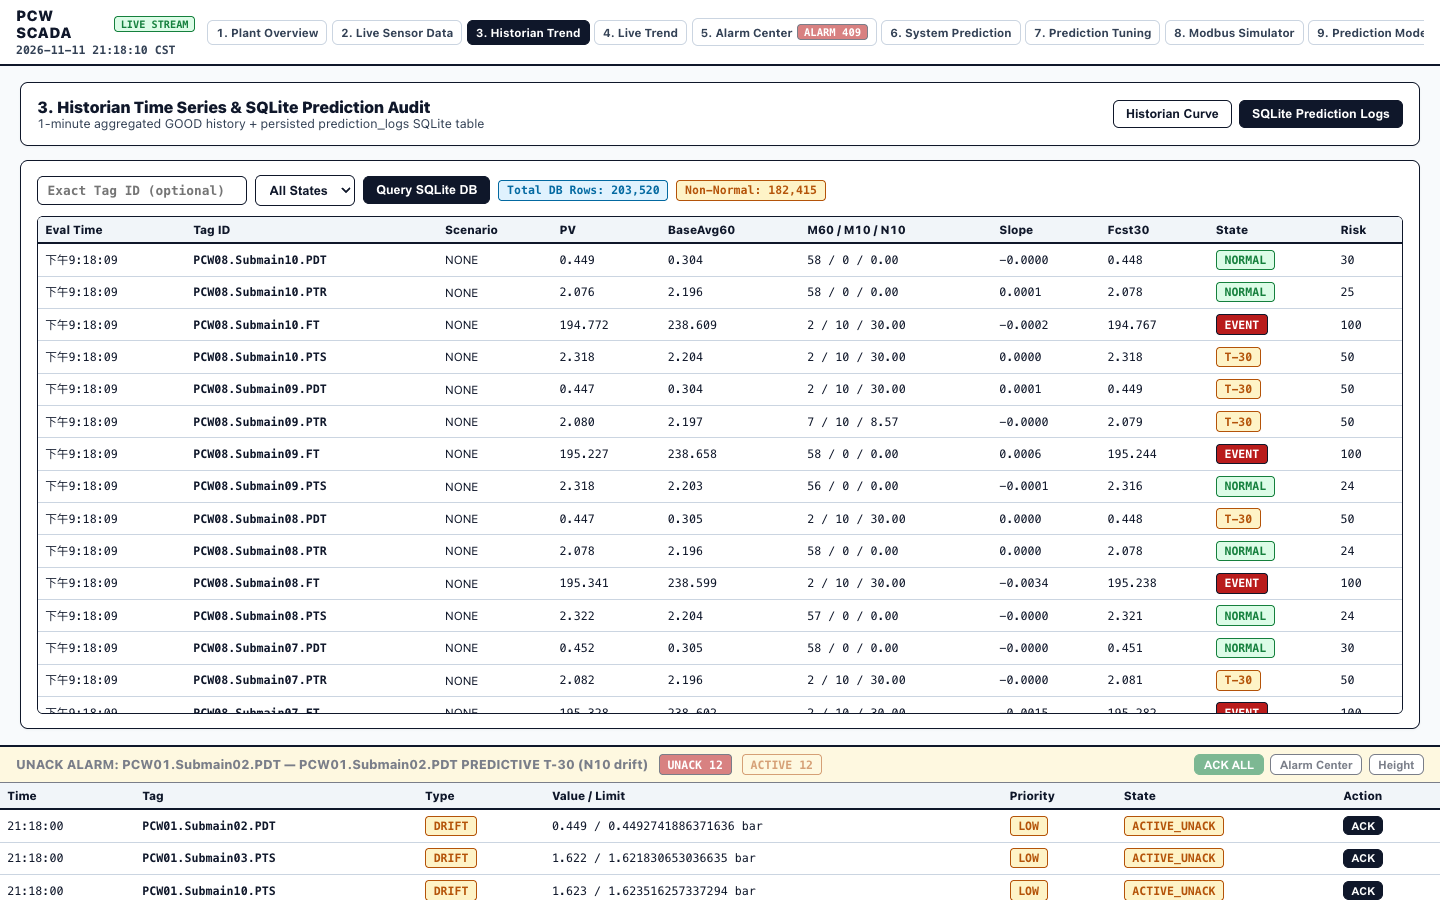 PCW SCADA
LIVE STREAM
2026-11-11 21:18:10 CST
1. Plant Overview
2. Live Sensor Data
3. Historian Trend
4. Live Trend
5. Alarm Center ALARM 409
6. System Prediction
7. Prediction Tuning
8. Modbus Simulator
9. Prediction Mode
3. Historian Time Series & SQLite Prediction Audit
1-minute aggregated GOOD history + persisted prediction_logs SQLite table
Historian Curve
SQLite Prediction Logs
Exact Tag ID (optional)
All States
Query SQLite DB
Total DB Rows: 203,520
Non-Normal: 182,415
Eval Time Tag ID Scenario PV BaseAvg60 M60 / M10 / N10 Slope Fcst30 State Risk
下午9:18:09 PCW08.Submain10.PDT NONE 0.449 0.304 58 / 0 / 0.00 -0.0000 0.448 NORMAL 30
下午9:18:09 PCW08.Submain10.PTR NONE 2.076 2.196 58 / 0 / 0.00 0.0001 2.078 NORMAL 25
下午9:18:09 PCW08.Submain10.FT NONE 194.772 238.609 2 / 10 / 30.00 -0.0002 194.767 EVENT 100
下午9:18:09 PCW08.Submain10.PTS NONE 2.318 2.204 2 / 10 / 30.00 0.0000 2.318 T-30 50
下午9:18:09 PCW08.Submain09.PDT NONE 0.447 0.304 2 / 10 / 30.00 0.0001 0.449 T-30 50
下午9:18:09 PCW08.Submain09.PTR NONE 2.080 2.197 7 / 10 / 8.57 -0.0000 2.079 T-30 50
下午9:18:09 PCW08.Submain09.FT NONE 195.227 238.658 58 / 0 / 0.00 0.0006 195.244 EVENT 100
下午9:18:09 PCW08.Submain09.PTS NONE 2.318 2.203 56 / 0 / 0.00 -0.0001 2.316 NORMAL 24
下午9:18:09 PCW08.Submain08.PDT NONE 0.447 0.305 2 / 10 / 30.00 0.0000 0.448 T-30 50
下午9:18:09 PCW08.Submain08.PTR NONE 2.078 2.196 58 / 0 / 0.00 0.0000 2.078 NORMAL 24
下午9:18:09 PCW08.Submain08.FT NONE 195.341 238.599 2 / 10 / 30.00 -0.0034 195.238 EVENT 100
下午9:18:09 PCW08.Submain08.PTS NONE 2.322 2.204 57 / 0 / 0.00 -0.0000 2.321 NORMAL 24
下午9:18:09 PCW08.Submain07.PDT NONE 0.452 0.305 58 / 0 / 0.00 -0.0000 0.451 NORMAL 30
下午9:18:09 PCW08.Submain07.PTR NONE 2.082 2.196 2 / 10 / 30.00 -0.0000 2.081 T-30 50
下午9:18:09 PCW08.Submain07.FT NONE 195.328 238.602 2 / 10 / 30.00 -0.0015 195.282 EVENT 100
UNACK ALARM: PCW01.Submain02.PDT — PCW01.Submain02.PDT PREDICTIVE T-30 (N10 drift)
UNACK 12
ACTIVE 12
ACK ALL
Alarm Center
Height
Time Tag Type Value / Limit Priority State Action
21:18:00 PCW01.Submain02.PDT DRIFT 0.449 / 0.4492741886371636 bar LOW ACTIVE_UNACK ACK
21:18:00 PCW01.Submain03.PTS DRIFT 1.622 / 1.621830653036635 bar LOW ACTIVE_UNACK ACK
21:18:00 PCW01.Submain10.PTS DRIFT 1.623 / 1.623516257337294 bar LOW ACTIVE_UNACK ACK